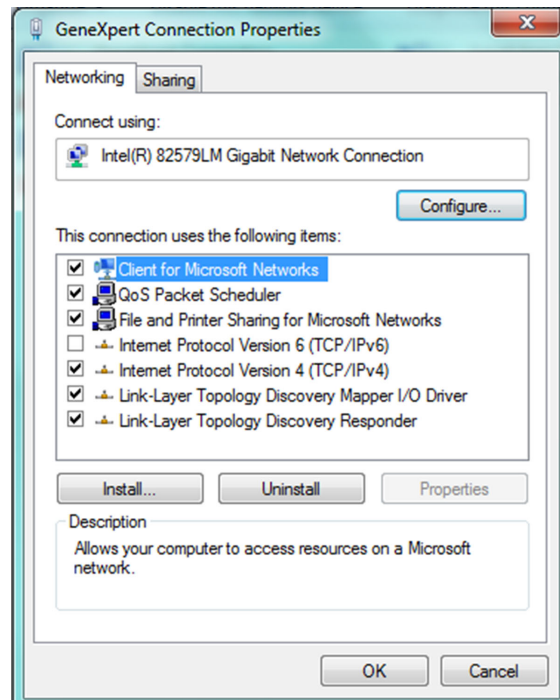 GeneXpert Connection Properties
Networking
Sharing
Connect using:
Intel(R) 82579LM Gigabit Network Connection
Configure...
This connection uses the following items:
Client for Microsoft Networks
QoS Packet Scheduler
File and Printer Sharing for Microsoft Networks
Internet Protocol Version 6 (TCP/IPv6)
Internet Protocol Version 4 (TCP/IPv4)
Link-Layer Topology Discovery Mapper I/O Driver
Link-Layer Topology Discovery Responder
Install...
Uninstall
Properties
Description
Allows your computer to access resources on a Microsoft
network.
OK
Cancel